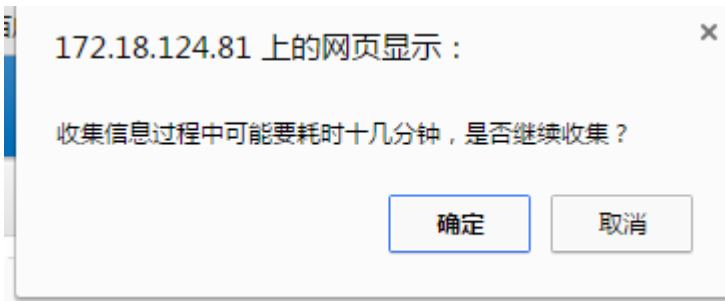 172.18.124.81 上的网页显示：
收集信息过程中可能要耗时十几分钟，是否继续收集？
确定 取消